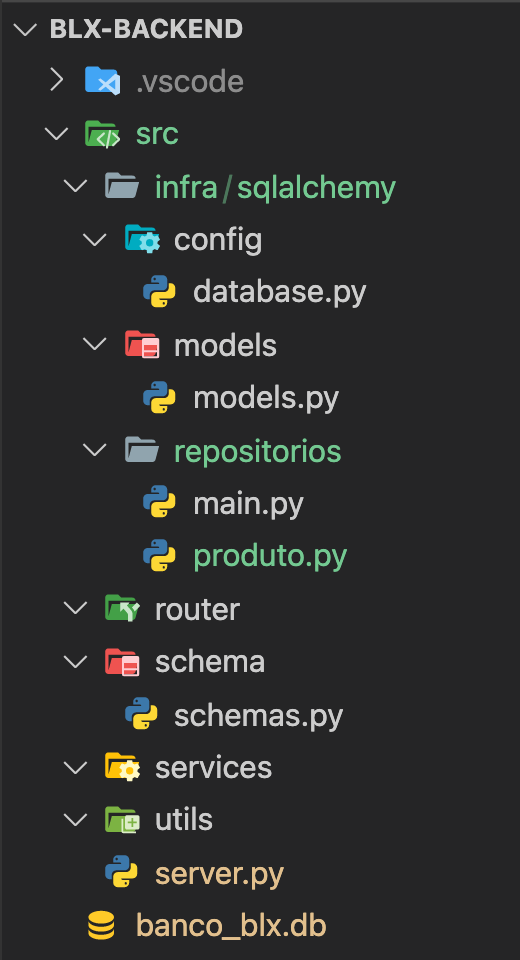 BLX-BACKEND
.vscode
src
infra/sqlalchemy
config
database.py
models
models.py
repositorios
main.py
produto.py
router
schema
schemas.py
services
utils
server.py
banco_blx.db